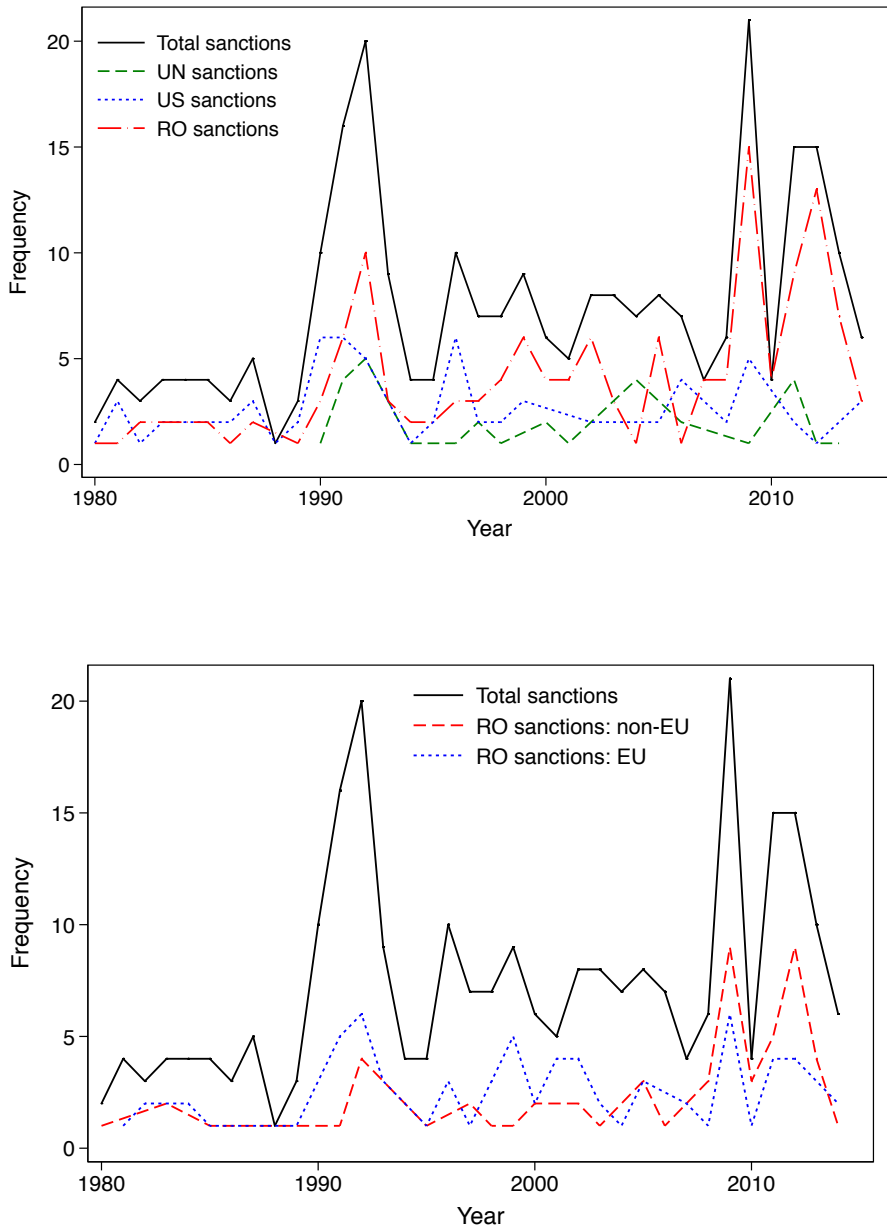 20
15
10
5
0
Frequency
Total sanctions
UN sanctions
US sanctions
RO sanctions
1980
1990
2000
2010
Year
20
15
10
5
0
Frequency
Total sanctions
RO sanctions: non-EU
RO sanctions: EU
1980
1990
2000
2010
Year